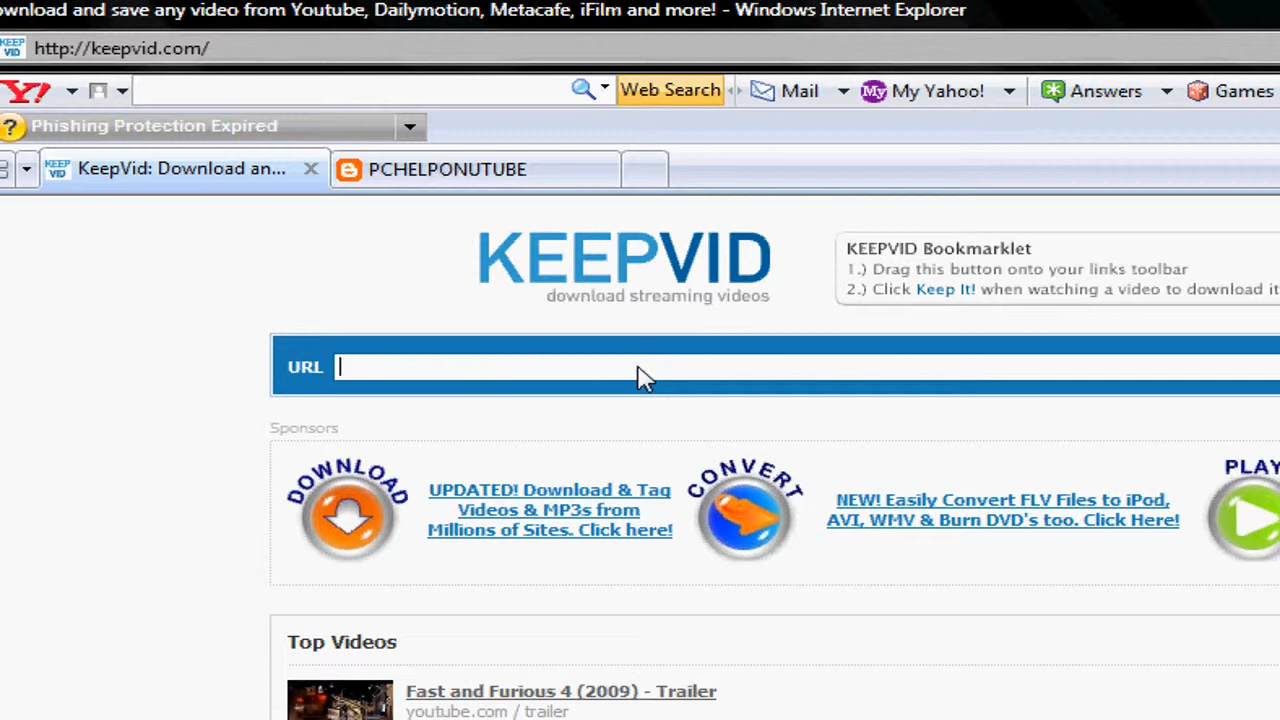 ownload and save any video from Youtube, Dailymotion, Metacafe, iFilm and more! - Windows Internet Explorer
KEEP VID http://keepvid.com/
Y! Web Search Mail My Yahoo! Answers Games
? Phishing Protection Expired
KEEP VID KeepVid: Download an... PCHELPONUTUBE
KEEPVID
download streaming videos
KEEPVID Bookmarklet
1.) Drag this button onto your links toolbar
2.) Click Keep It! when watching a video to download it
URL
Sponsors
DOWNLOAD
UPDATED! Download & Tag
Videos & MP3s from
Millions of Sites. Click here!
CONVERT
NEW! Easily Convert FLV Files to iPod,
AVI, WMV & Burn DVD's too. Click Here!
PLAY
Top Videos
Fast and Furious 4 (2009) - Trailer
youtube.com / trailer